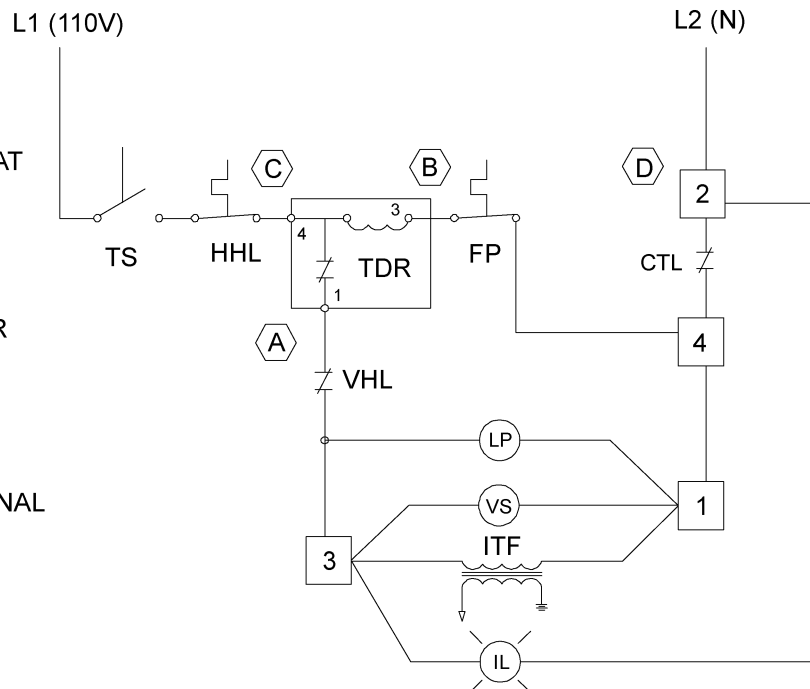 L1 (110V)
L2 (N)
AT
C
B
D
2
3
4
TS
HHL
TDR
FP
CTL
1
R
A
4
VHL
LP
NAL
VS
1
ITF
3
IL